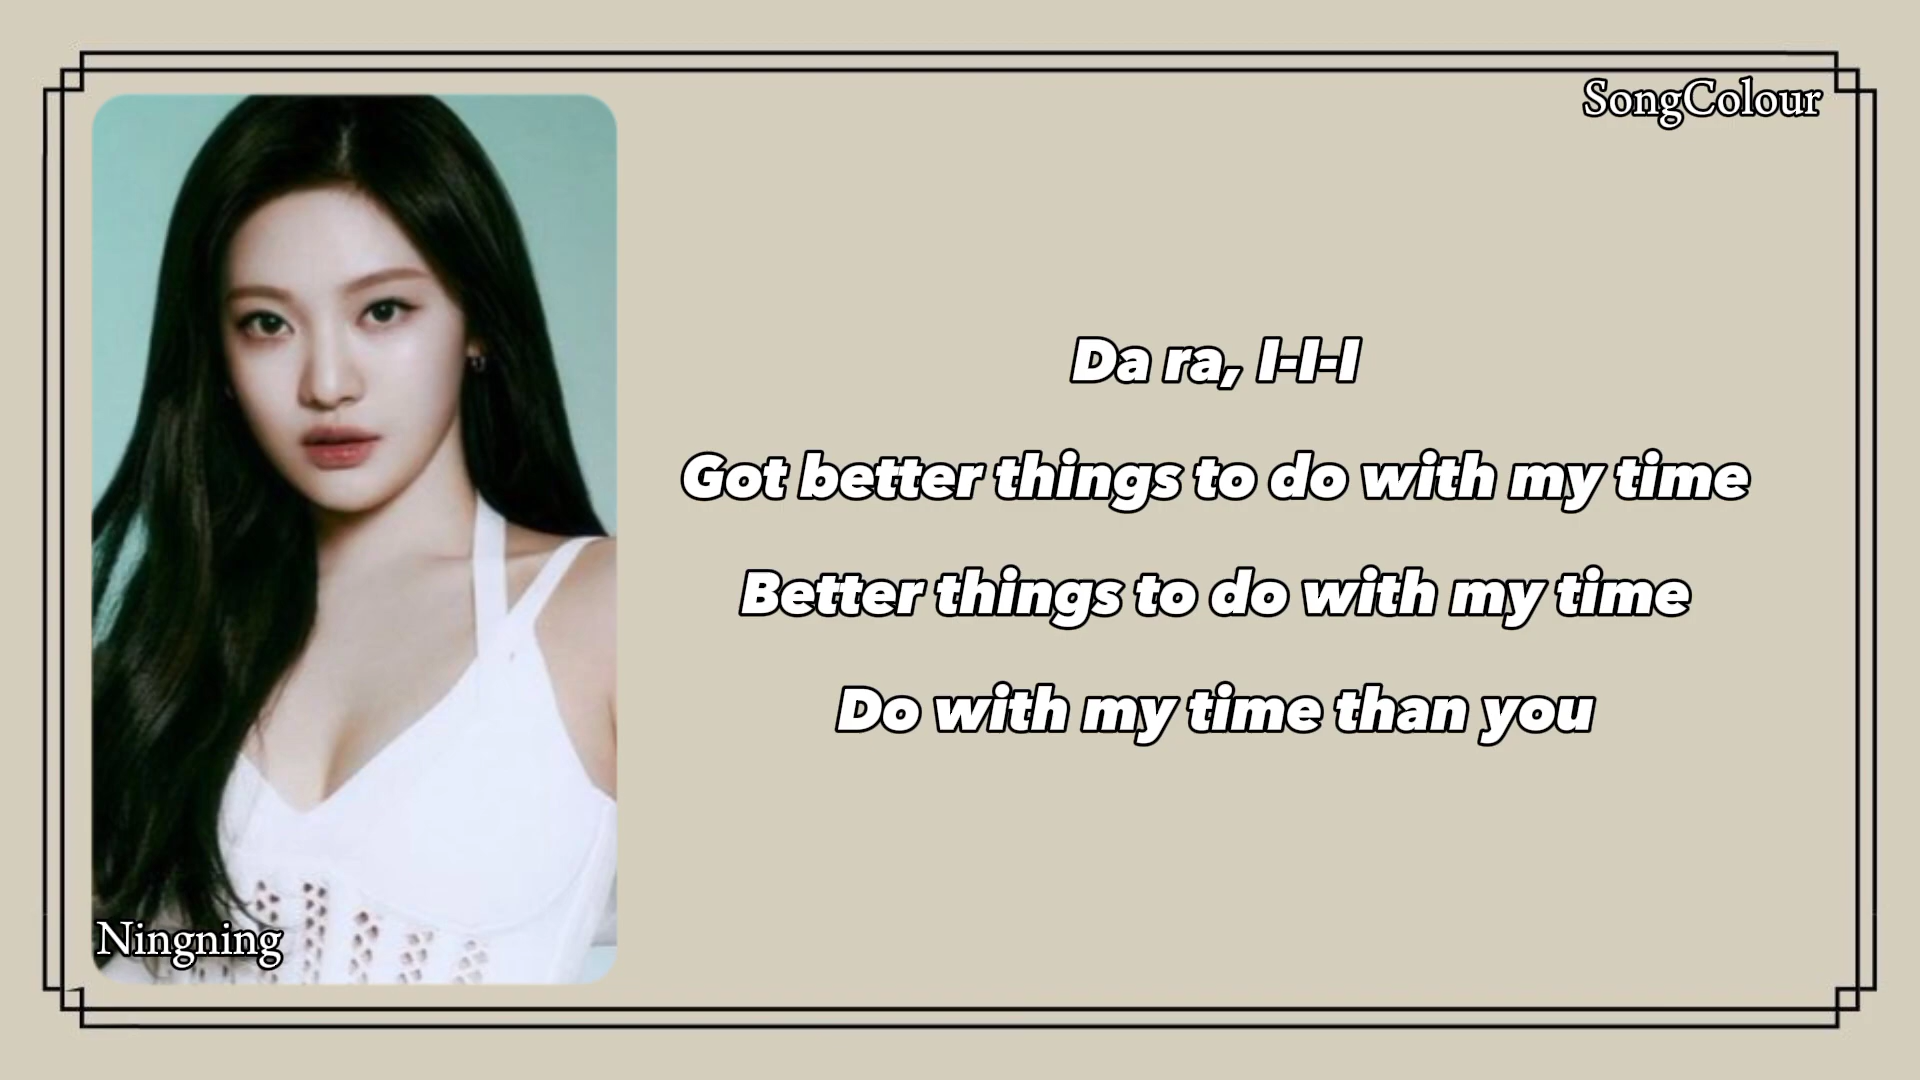 SongColour
Da ra, I-I-I
Got better things to do with my time
Better things to do with my time
Do with my time than you
Ningning